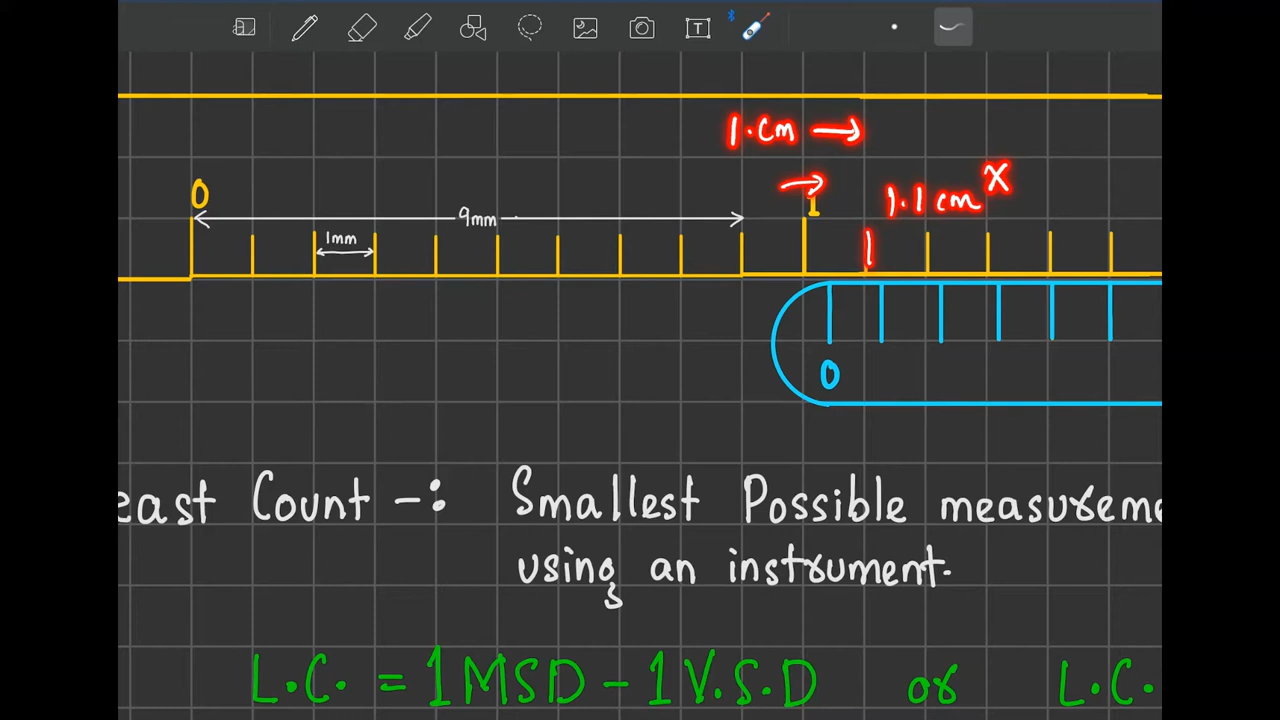 1.cm →
0 → 1 1.1 cm x
9mm
1mm
0
east Count -: Smallest Possible measureme
using an instrument.
L.C. = 1MSD - 1V.S.D or L.C.